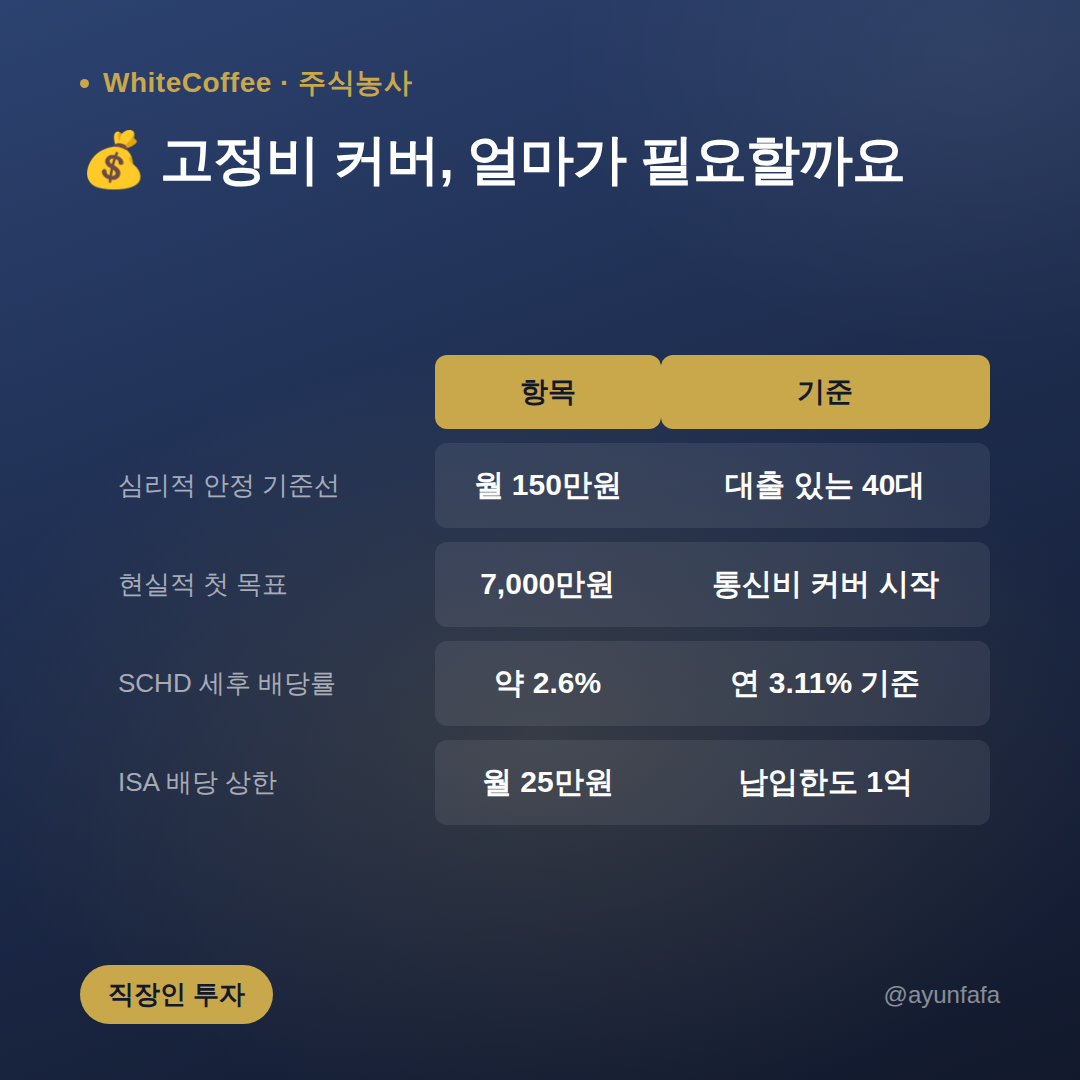 WhiteCoffee · 주식농사
💰 고정비 커버, 얼마가 필요할까요
항목 기준
심리적 안정 기준선 월 150만원 대출 있는 40대
현실적 첫 목표 7,000만원 통신비 커버 시작
SCHD 세후 배당률 약 2.6% 연 3.11% 기준
ISA 배당 상한 월 25만원 납입한도 1억
직장인 투자
@ayunfafa